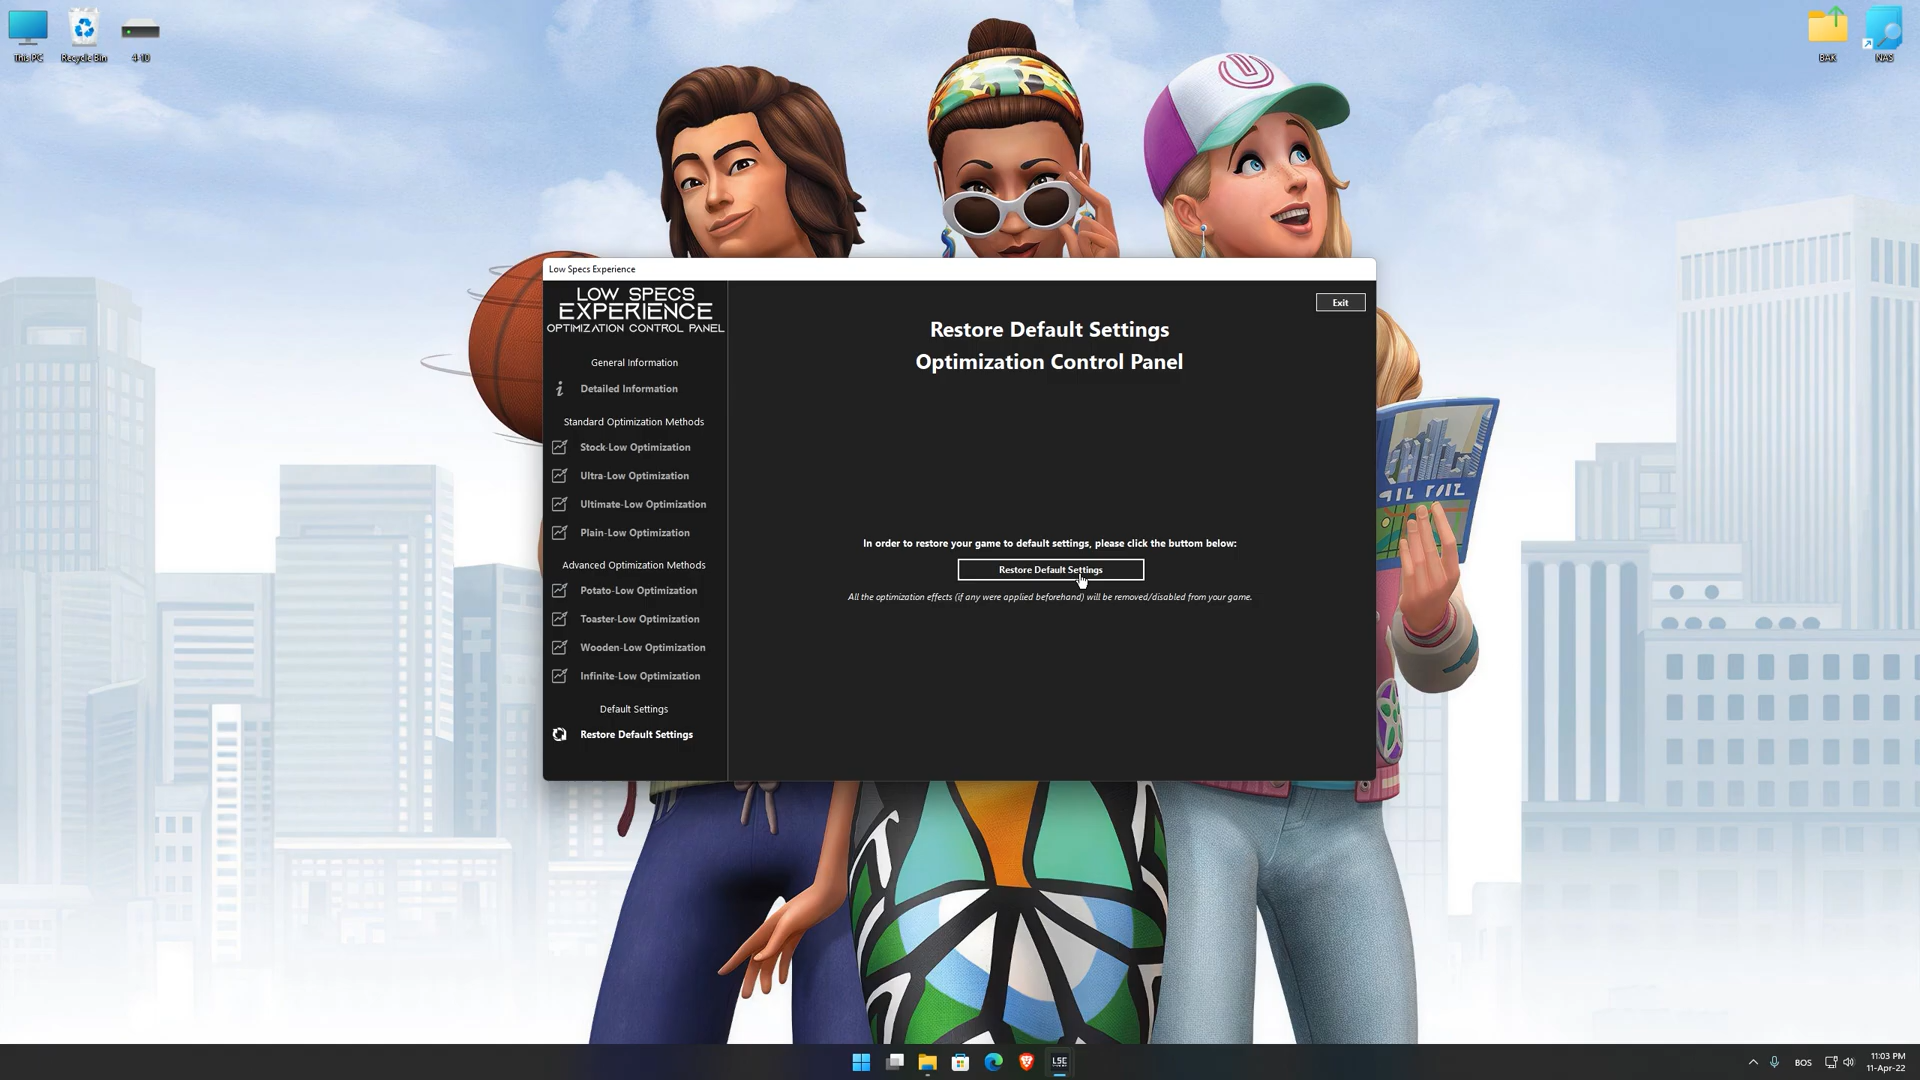 This PC
Recycle Bin
4-10
BAK
NAS
Low Specs Experience
LOW SPECS
EXPERIENCE
OPTIMIZATION CONTROL PANEL
General Information
Detailed Information
Standard Optimization Methods
Stock-Low Optimization
Ultra-Low Optimization
Ultimate-Low Optimization
Plain-Low Optimization
Advanced Optimization Methods
Potato-Low Optimization
Toaster-Low Optimization
Wooden-Low Optimization
Infinite-Low Optimization
Default Settings
Restore Default Settings
Exit
Restore Default Settings
Optimization Control Panel
In order to restore your game to default settings, please click the buttom below:
Restore Default Settings
All the optimization effects (if any were applied beforehand) will be removed/disabled from your game.
LSE
BOS
11:03 PM
11-Apr-22